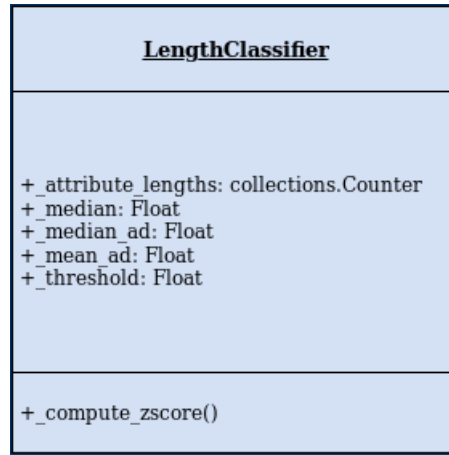 LengthClassifier
+_attribute_lengths: collections.Counter
+_median: Float
+_median_ad: Float
+_mean_ad: Float
+_threshold: Float
+_compute_zscore()